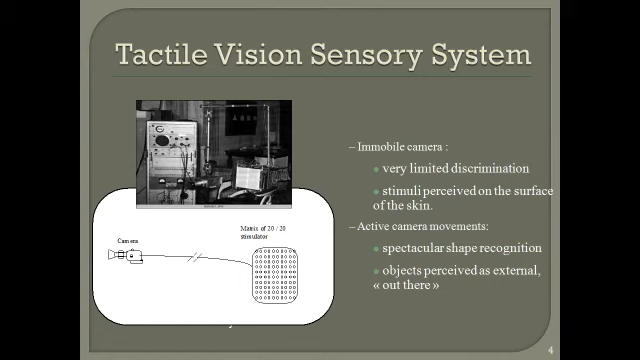 Tactile Vision Sensory System
– Immobile camera :
very limited discrimination
stimuli perceived on the surface
of the skin.
– Active camera movements:
spectacular shape recognition
objects perceived as external,
« out there »
Matrix of 20 / 20
stimulator
Camera
4